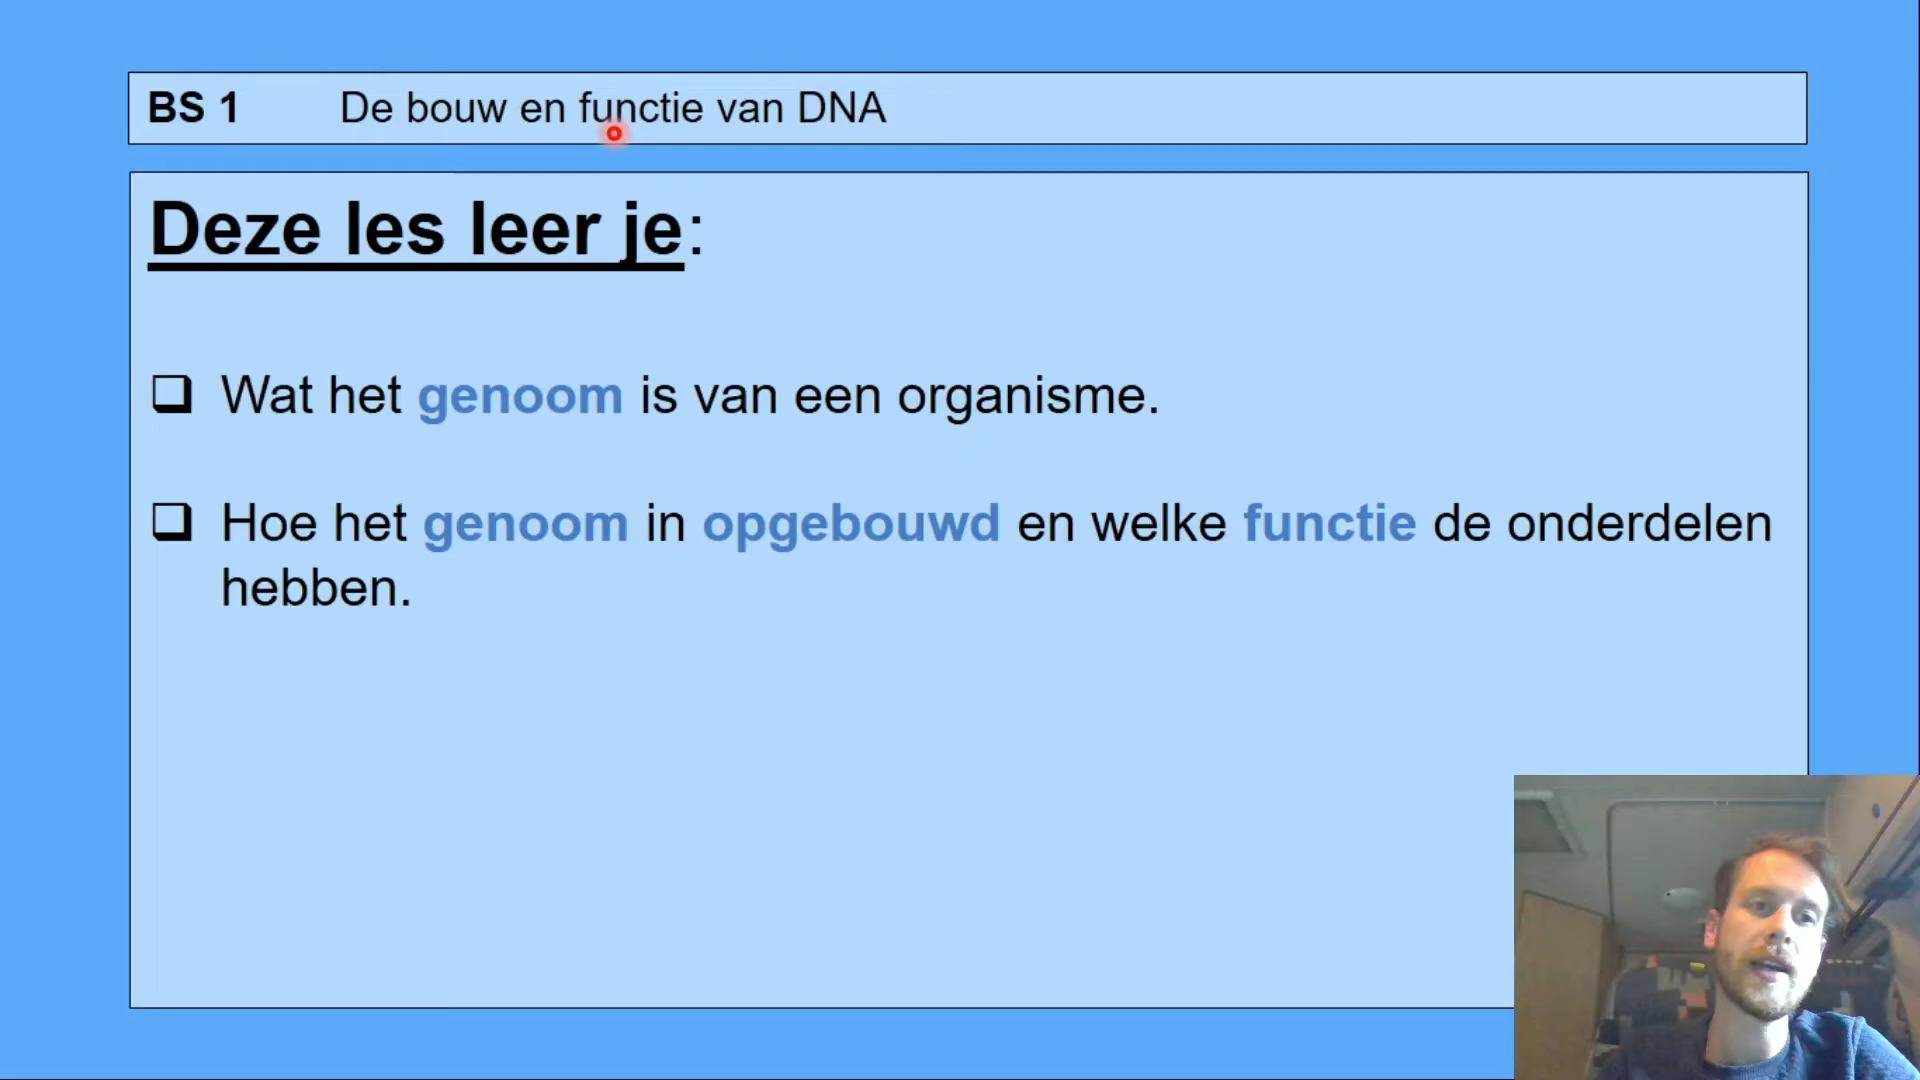 BS 1 De bouw en functie van DNA
Deze les leer je:
Wat het genoom is van een organisme.
Hoe het genoom in opgebouwd en welke functie de onderdelen
hebben.